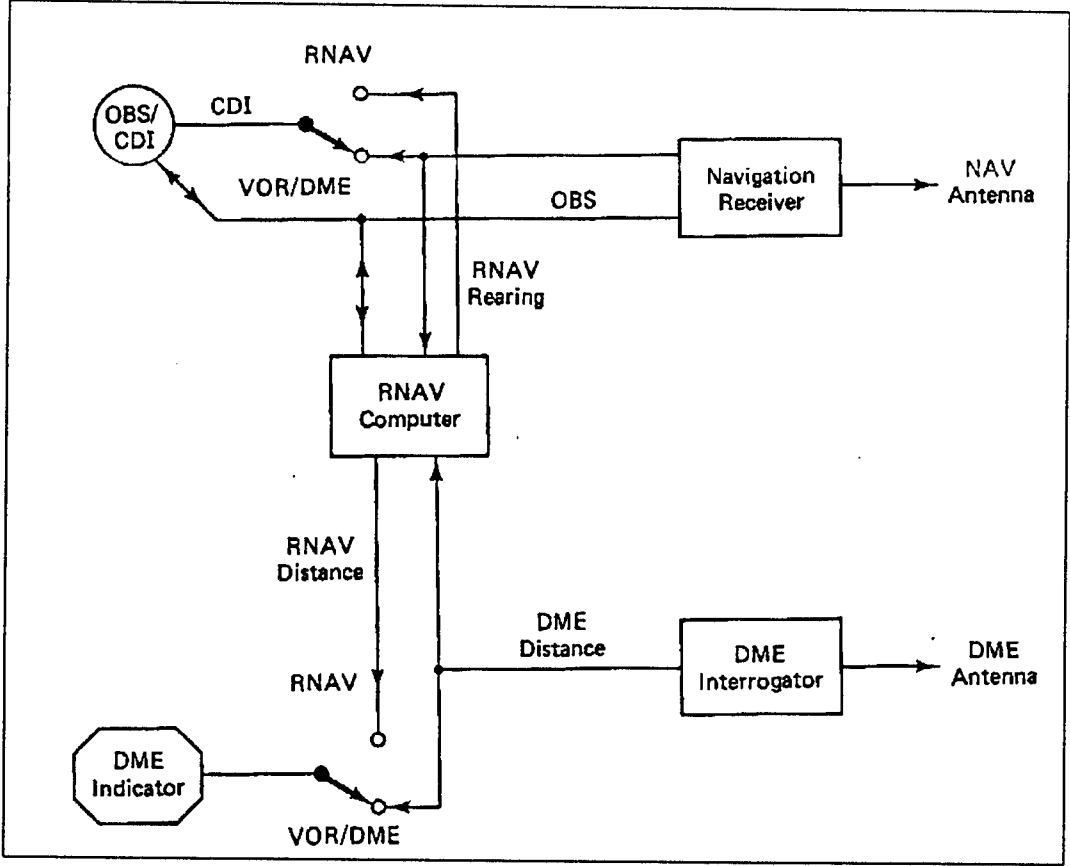 RNAV
OBS/
CDI
CDI
VOR/DME
OBS
Navigation
Receiver
NAV
Antenna
RNAV
Rearing
RNAV
Computer
RNAV
Distance
DME
Distance
DME
Interrogator
DME
Antenna
RNAV
DME
Indicator
VOR/DME